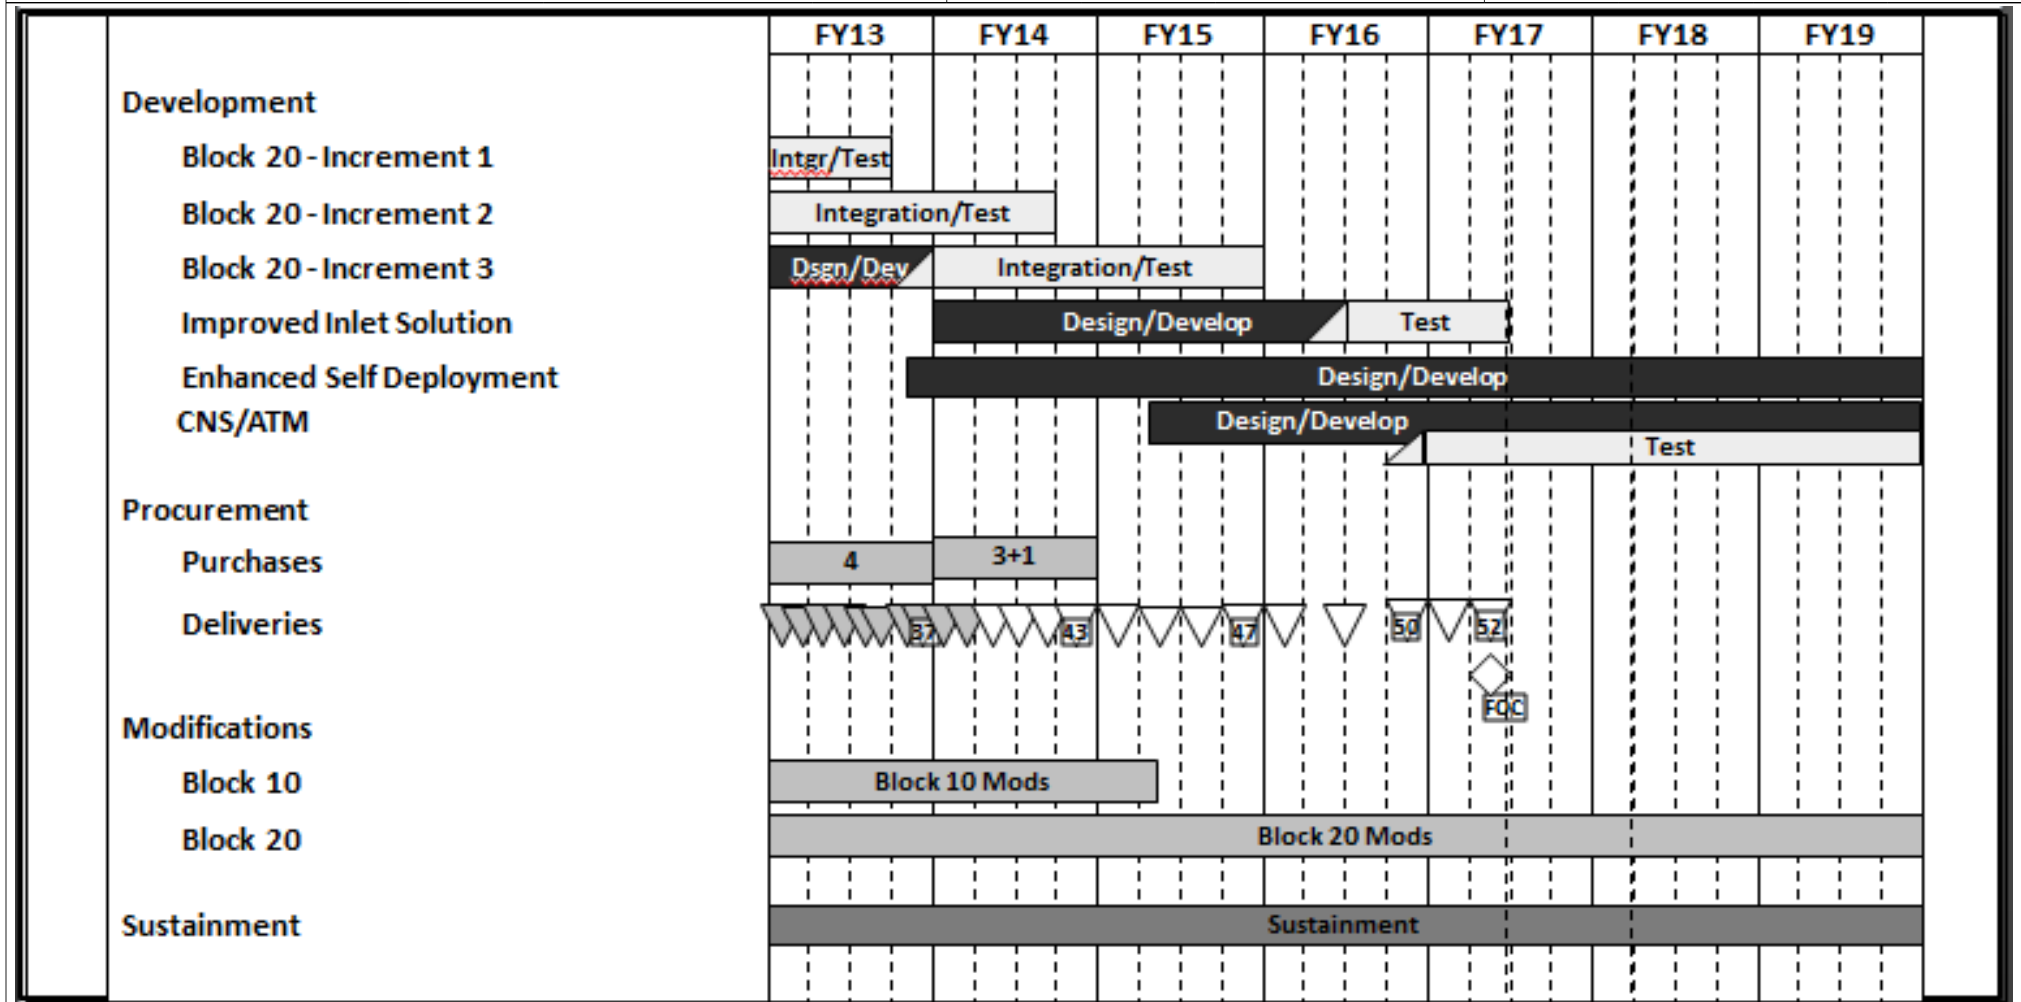 FY13 FY14 FY15 FY16 FY17 FY18 FY19
Development
Block 20 - Increment 1 Intgr/Test
Block 20 - Increment 2 Integration/Test
Block 20 - Increment 3 Dsgn/Dev Integration/Test
Improved Inlet Solution Design/Develop Test
Enhanced Self Deployment Design/Develop
CNS/ATM Design/Develop
Test
Procurement
Purchases 4 3+1
Deliveries 37 43 47 50 52
FOC
Modifications
Block 10 Block 10 Mods
Block 20 Block 20 Mods
Sustainment Sustainment